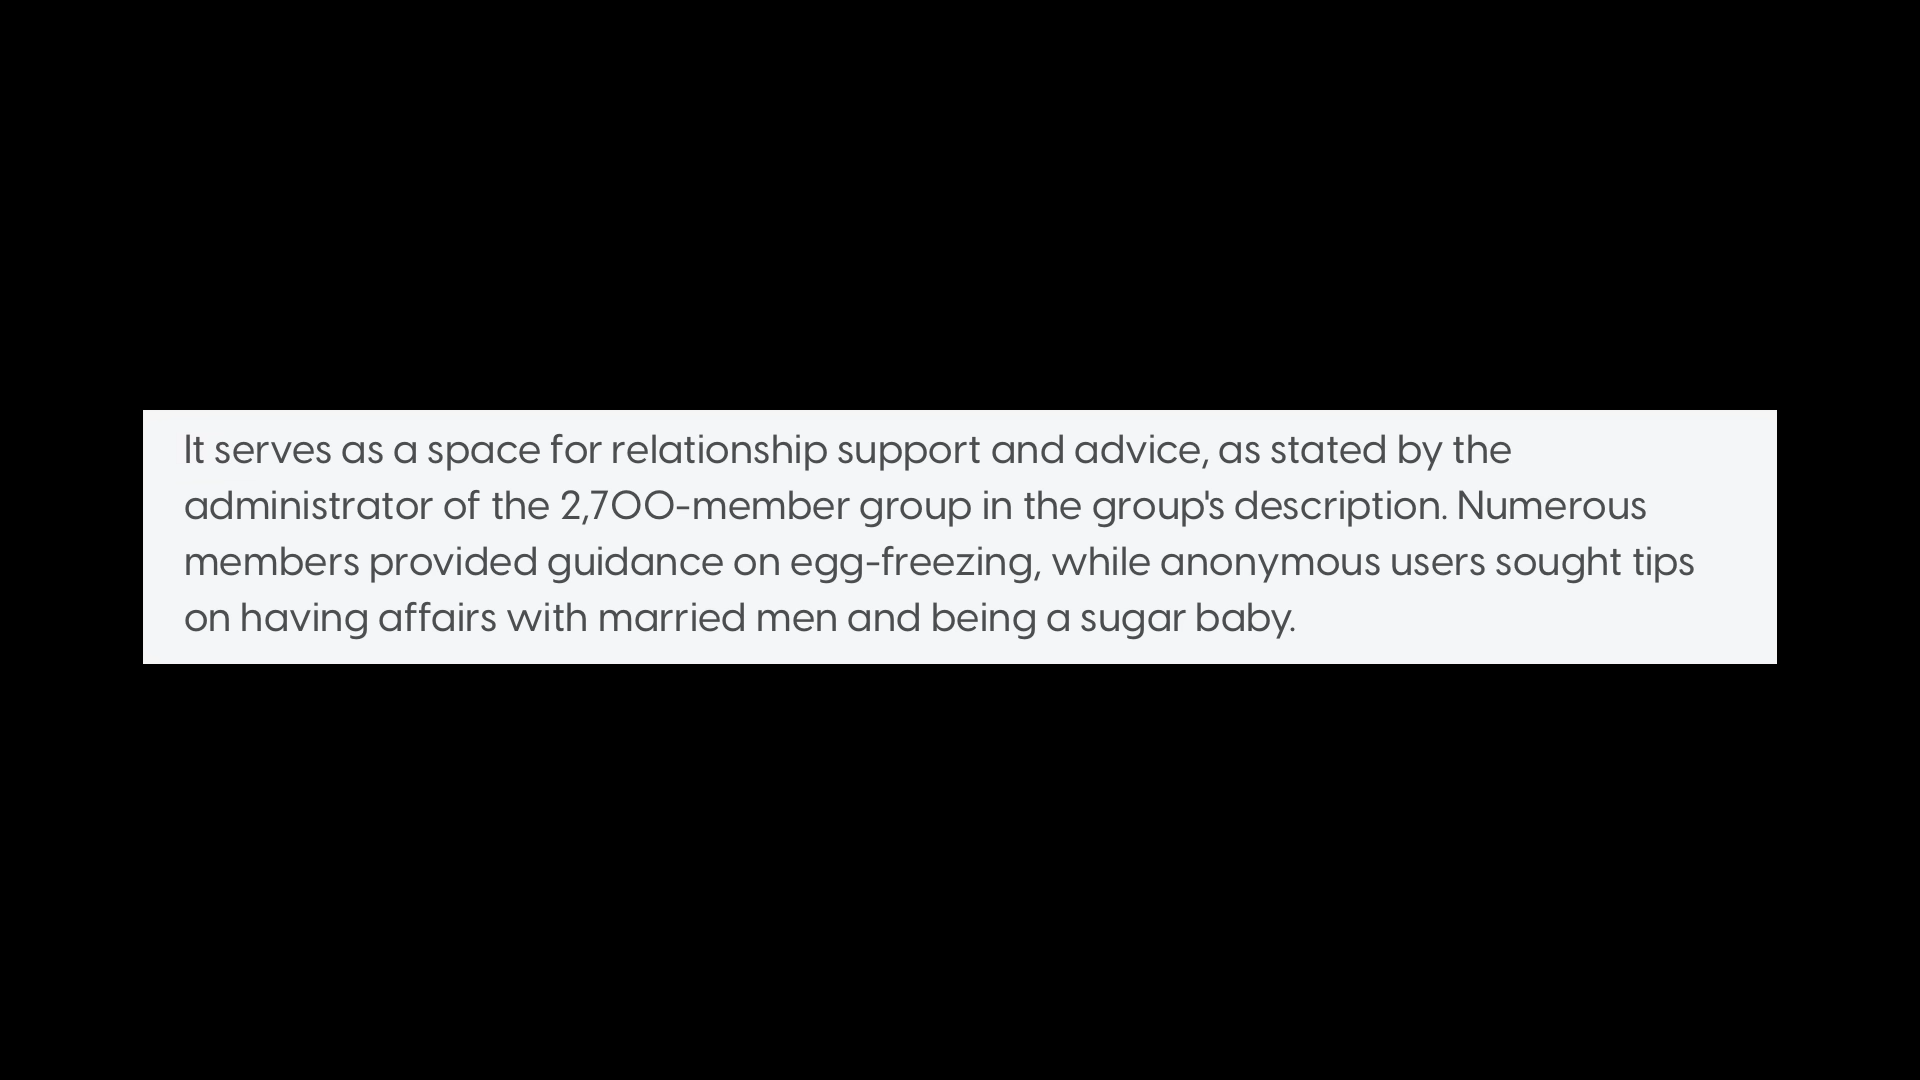 It serves as a space for relationship support and advice, as stated by the
administrator of the 2,700-member group in the group's description. Numerous
members provided guidance on egg-freezing, while anonymous users sought tips
on having affairs with married men and being a sugar baby.